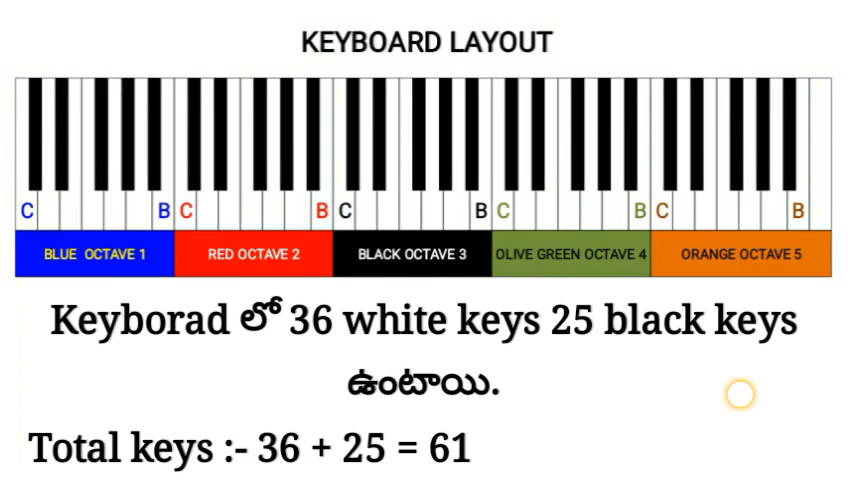 KEYBOARD LAYOUT
C B C B C B C B C B
BLUE OCTAVE 1 RED OCTAVE 2 BLACK OCTAVE 3 OLIVE GREEN OCTAVE 4 ORANGE OCTAVE 5
Keyborad లో 36 white keys 25 black keys
ఉంటాయి.
Total keys :- 36 + 25 = 61